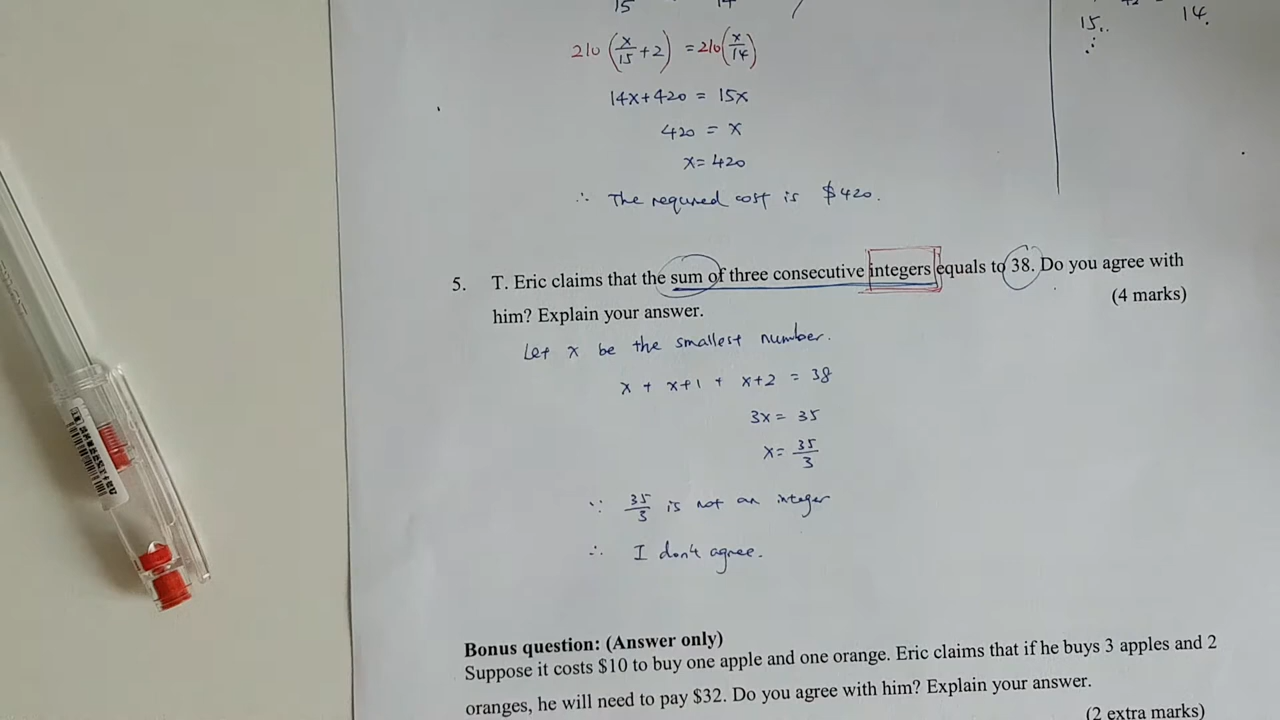 15 14
210 (x/15 + 2) = 210 (x/14)
15..
14.
∴
14x + 420 = 15x
420 = x
x = 420
∴ The requred cost is $420.
5. T. Eric claims that the sum of three consecutive integers equals to 38. Do you agree with
him? Explain your answer.
(4 marks)
Let x be the smallest number.
x + x+1 + x+2 = 38
3x = 35
x = 35/3
∵ 35/3 is not an integer
∴ I don't agree.
Bonus question: (Answer only)
Suppose it costs $10 to buy one apple and one orange. Eric claims that if he buys 3 apples and 2
oranges, he will need to pay $32. Do you agree with him? Explain your answer.
(2 extra marks)